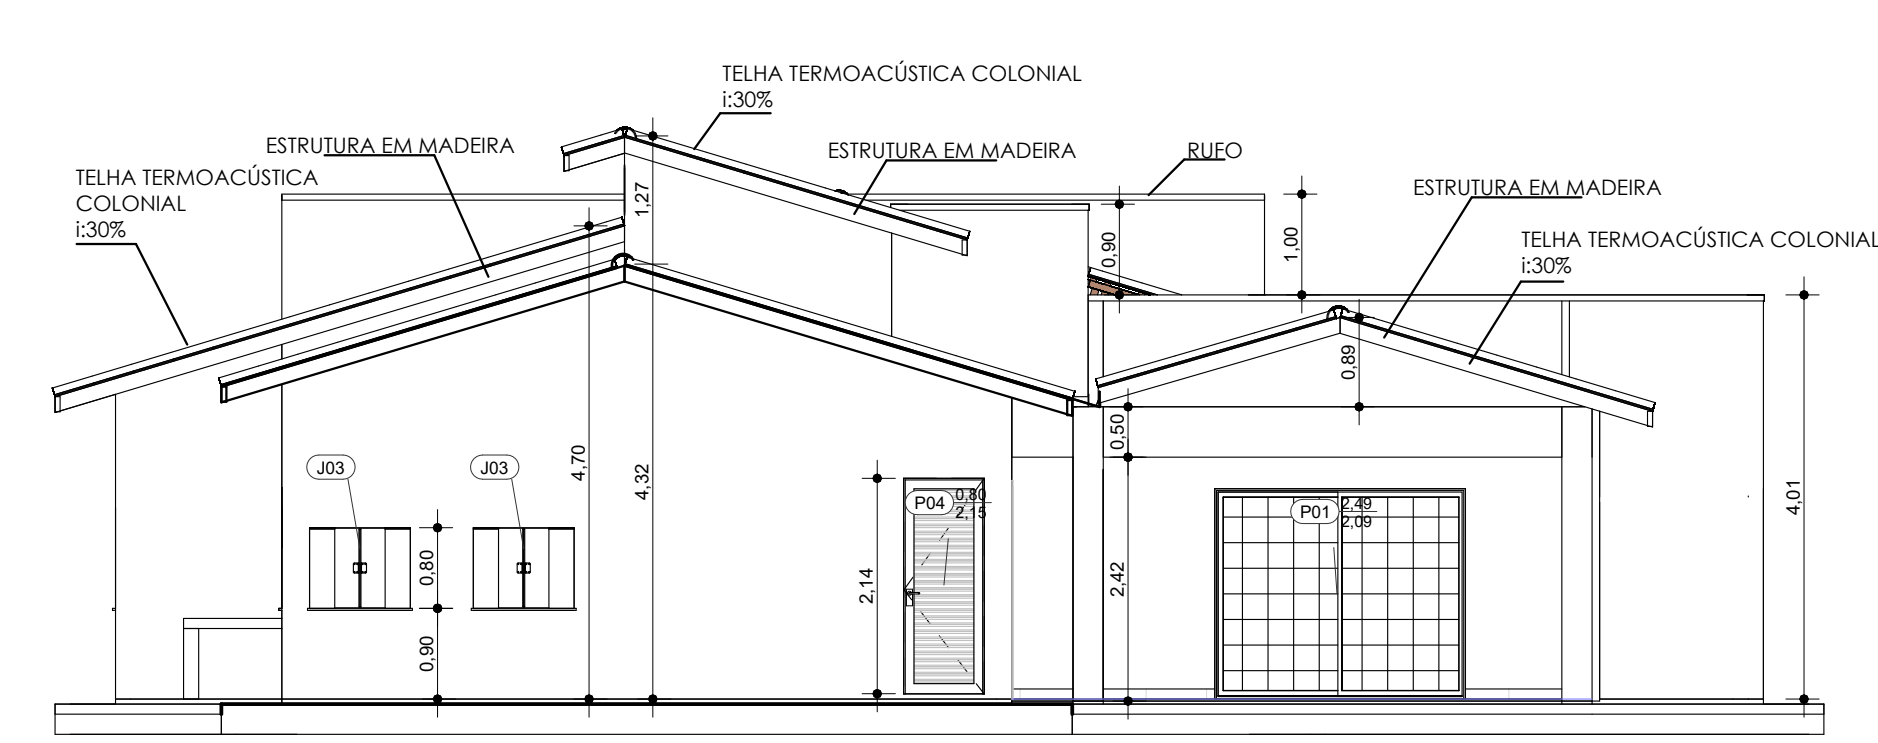 TELHA TERMOACÚSTICA COLONIAL
i:30%
ESTRUTURA EM MADEIRA
ESTRUTURA EM MADEIRA
RUFO
TELHA TERMOACÚSTICA
COLONIAL
i:30%
ESTRUTURA EM MADEIRA
TELHA TERMOACÚSTICA COLONIAL
i:30%
1,27
0,90
1,00
0,89
0,50
4,70
4,32
J03
J03
P04
0,80
2,15
P01
2,49
2,09
4,01
0,80
2,14
2,42
0,90